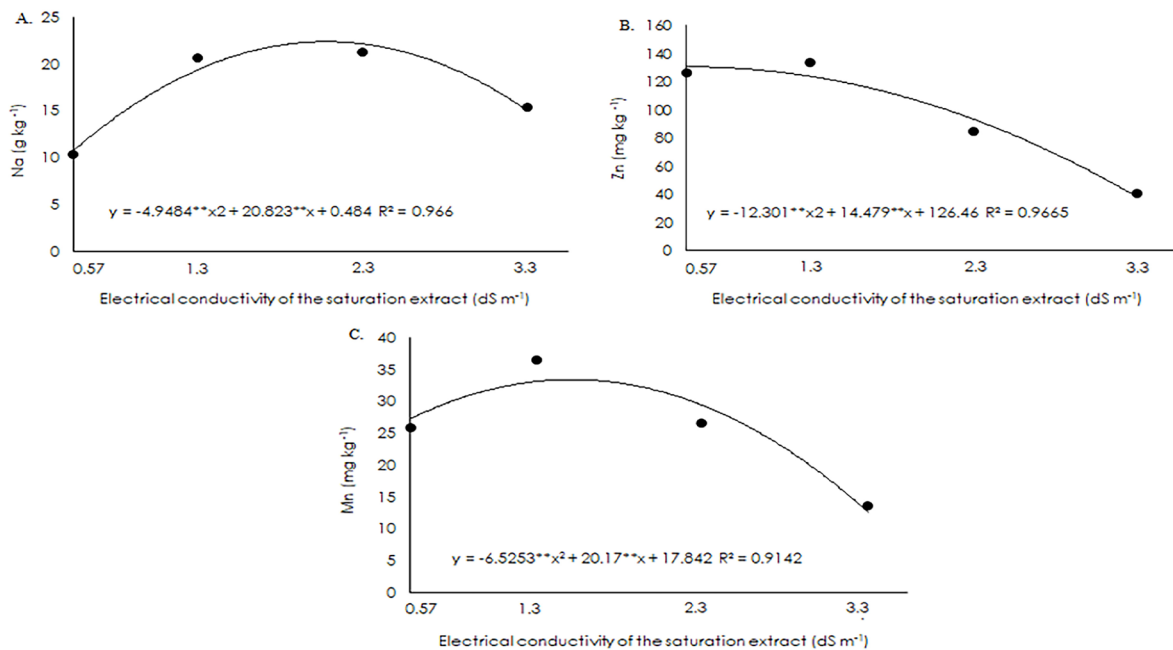 A.
25
20
15
10
5
0
Na (g kg⁻¹)
y = -4.9484**x2 + 20.823**x + 0.484 R² = 0.966
0.57 1.3 2.3 3.3
Electrical conductivity of the saturation extract (dS m⁻¹)
B.
160
140
120
100
80
60
40
20
0
Zn (mg kg⁻¹)
y = -12.301**x2 + 14.479**x + 126.46 R² = 0.9665
0.57 1.3 2.3 3.3
Electrical conductivity of the saturation extract (dS m⁻¹)
C.
40
35
30
25
20
15
10
5
0
Mn (mg kg⁻¹)
y = -6.5253**x² + 20.17**x + 17.842 R² = 0.9142
0.57 1.3 2.3 3.3
Electrical conductivity of the saturation extract (dS m⁻¹)